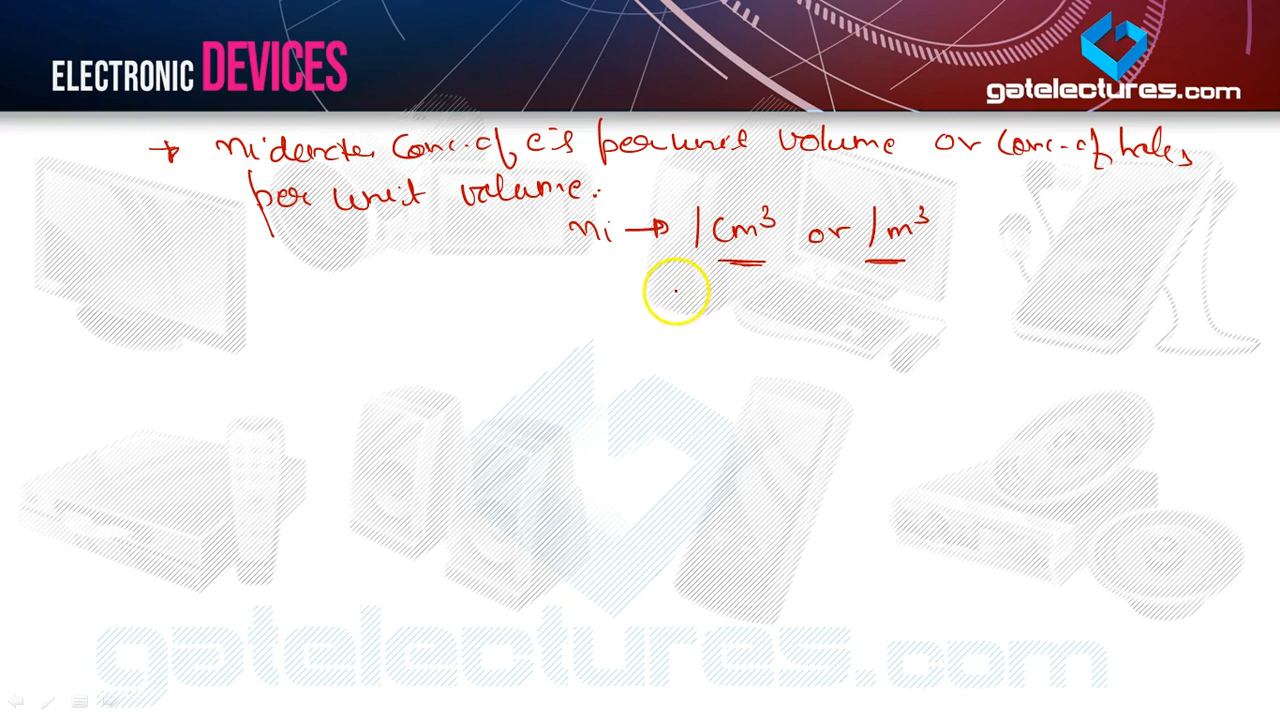 ELECTRONIC DEVICES
gatelectures.com
→ ni denotes conc. of e⁻s per unit volume or conc. of holes
per unit volume.
ni → /cm³ or /m³
gatelectures.com